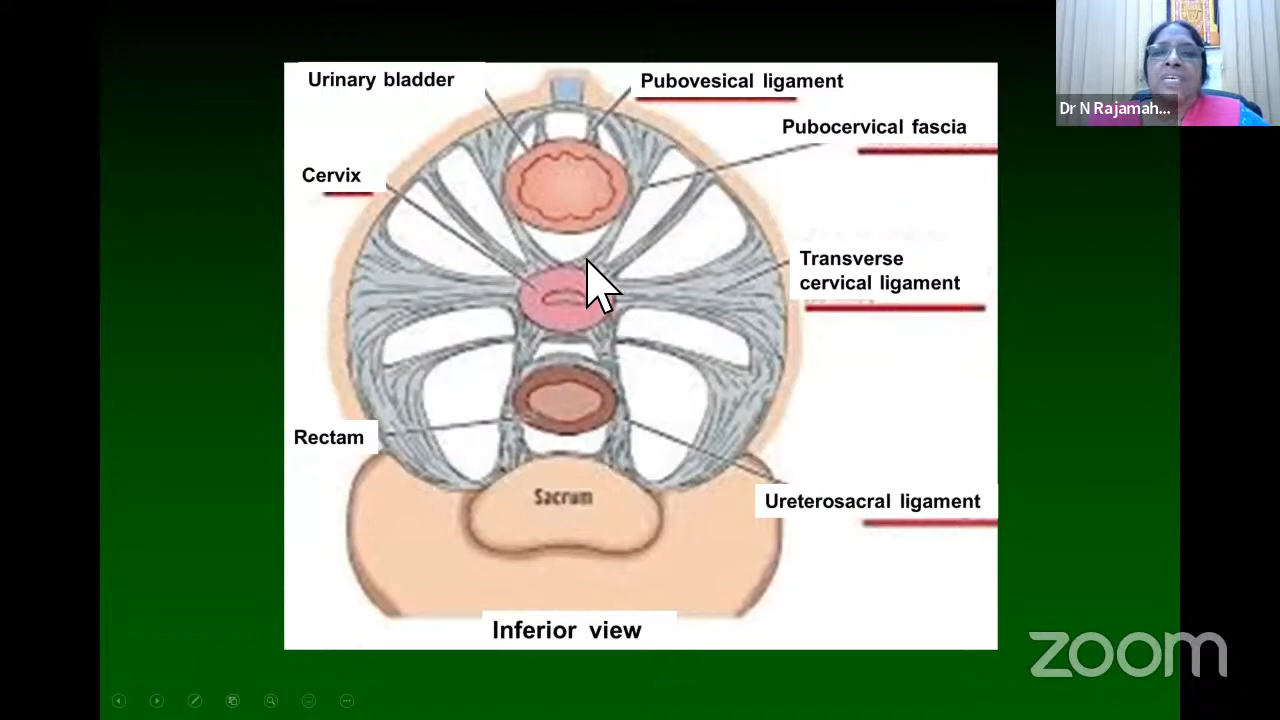 Urinary bladder
Pubovesical ligament
Pubocervical fascia
Cervix
Transverse
cervical ligament
Rectam
Ureterosacral ligament
Sacrum
Inferior view
Dr N Rajamah...
zoom